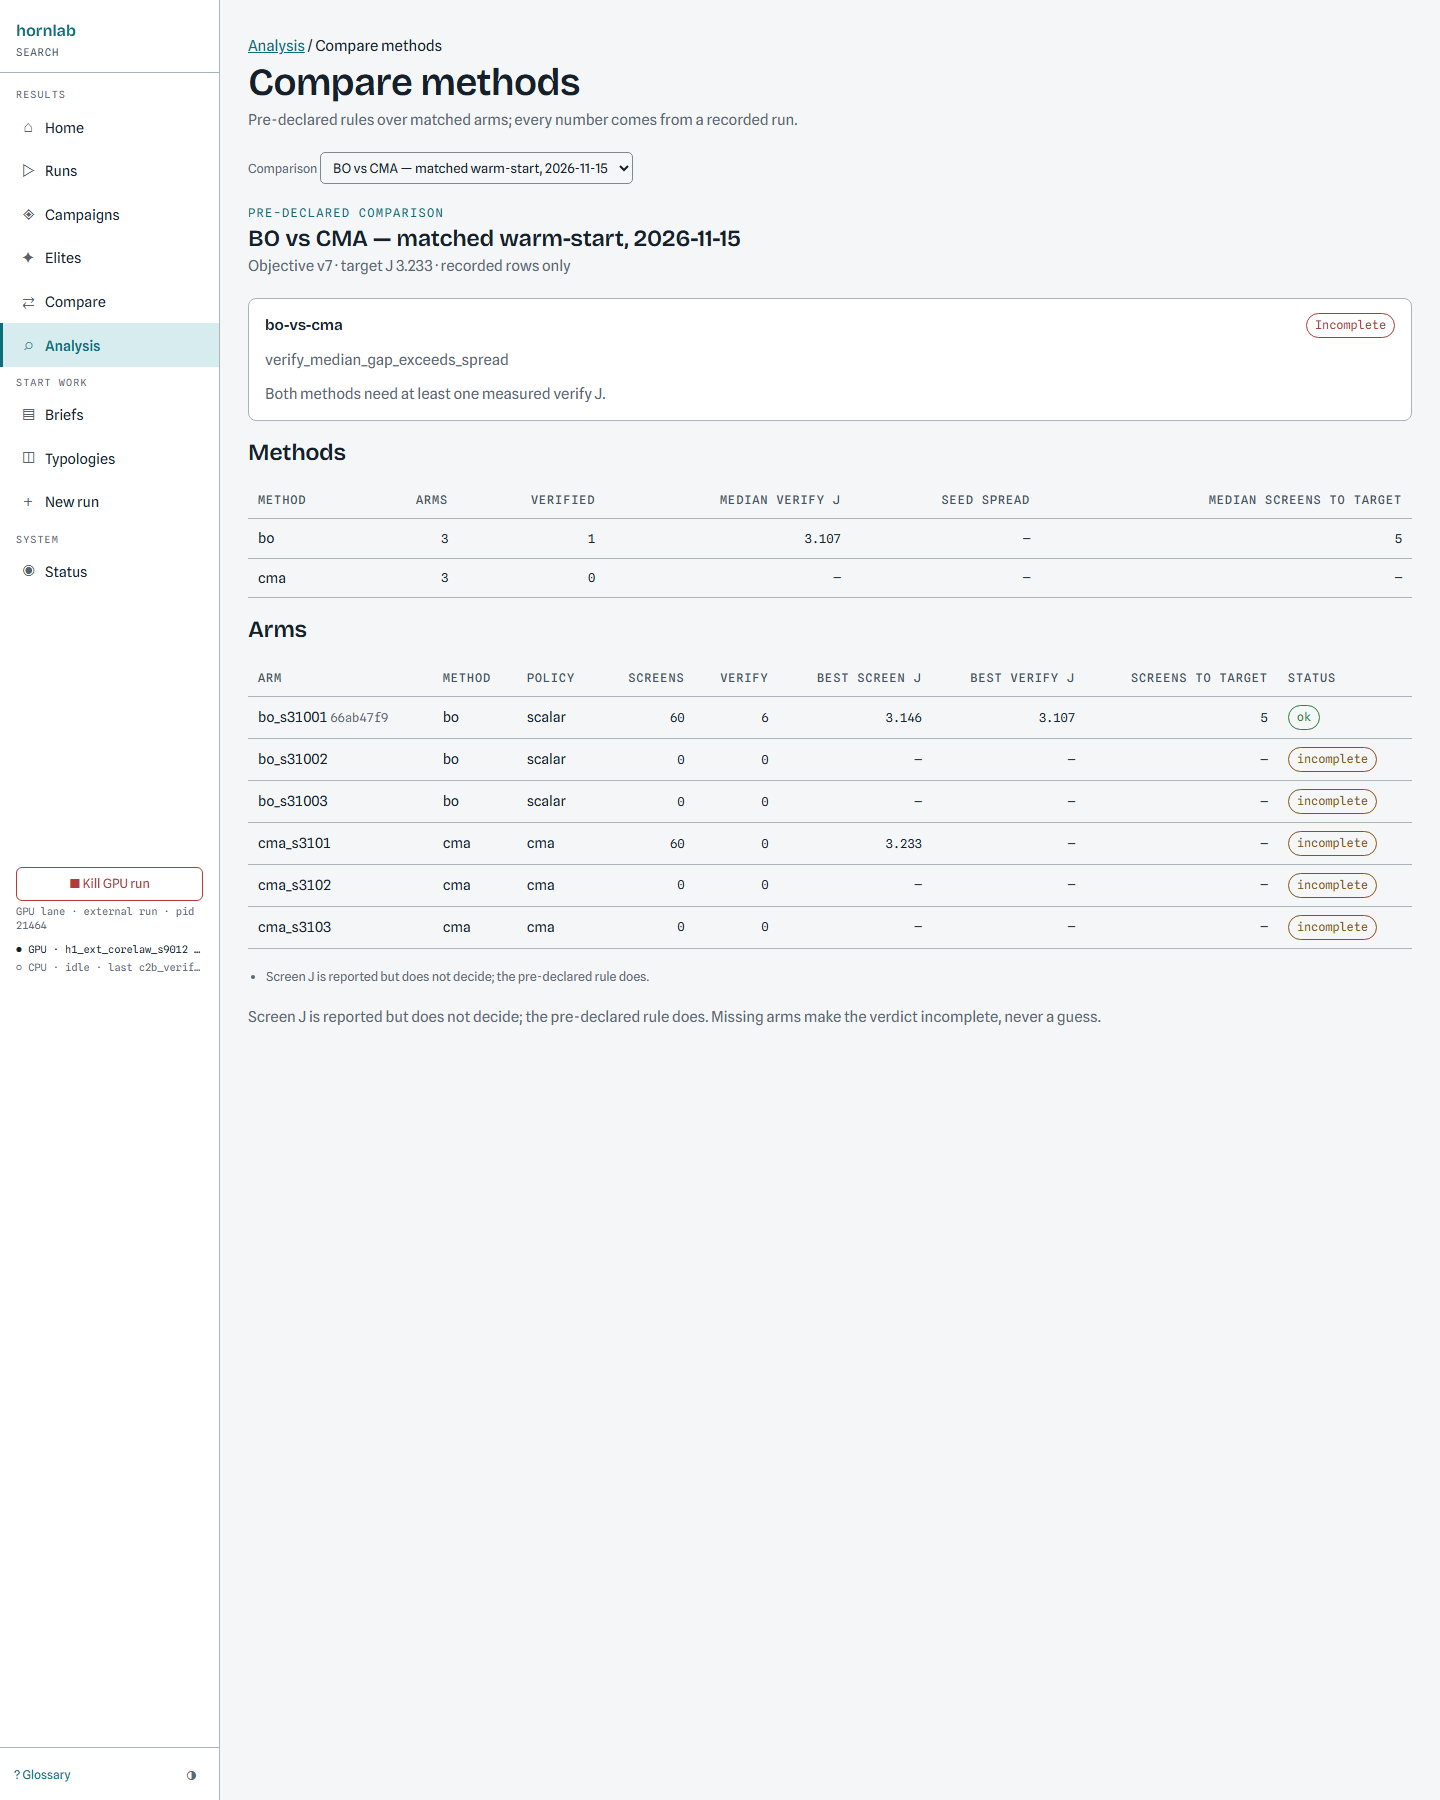 hornlab
SEARCH
RESULTS
Home
Runs
Campaigns
Elites
Compare
Analysis
START WORK
Briefs
Typologies
+ New run
SYSTEM
Status
Kill GPU run
GPU lane · external run · pid
21464
GPU · h1_ext_corelaw_s9012 …
CPU · idle · last c2b_verif…
? Glossary
Analysis / Compare methods
Compare methods
Pre-declared rules over matched arms; every number comes from a recorded run.
Comparison BO vs CMA — matched warm-start, 2026-11-15
PRE-DECLARED COMPARISON
BO vs CMA — matched warm-start, 2026-11-15
Objective v7 · target J 3.233 · recorded rows only
bo-vs-cma Incomplete
verify_median_gap_exceeds_spread
Both methods need at least one measured verify J.
Methods
METHOD ARMS VERIFIED MEDIAN VERIFY J SEED SPREAD MEDIAN SCREENS TO TARGET
bo 3 1 3.107 — 5
cma 3 0 — — —
Arms
ARM METHOD POLICY SCREENS VERIFY BEST SCREEN J BEST VERIFY J SCREENS TO TARGET STATUS
bo_s31001 66ab47f9 bo scalar 60 6 3.146 3.107 5 ok
bo_s31002 bo scalar 0 0 — — — incomplete
bo_s31003 bo scalar 0 0 — — — incomplete
cma_s3101 cma cma 60 0 3.233 — — incomplete
cma_s3102 cma cma 0 0 — — — incomplete
cma_s3103 cma cma 0 0 — — — incomplete
• Screen J is reported but does not decide; the pre-declared rule does.
Screen J is reported but does not decide; the pre-declared rule does. Missing arms make the verdict incomplete, never a guess.